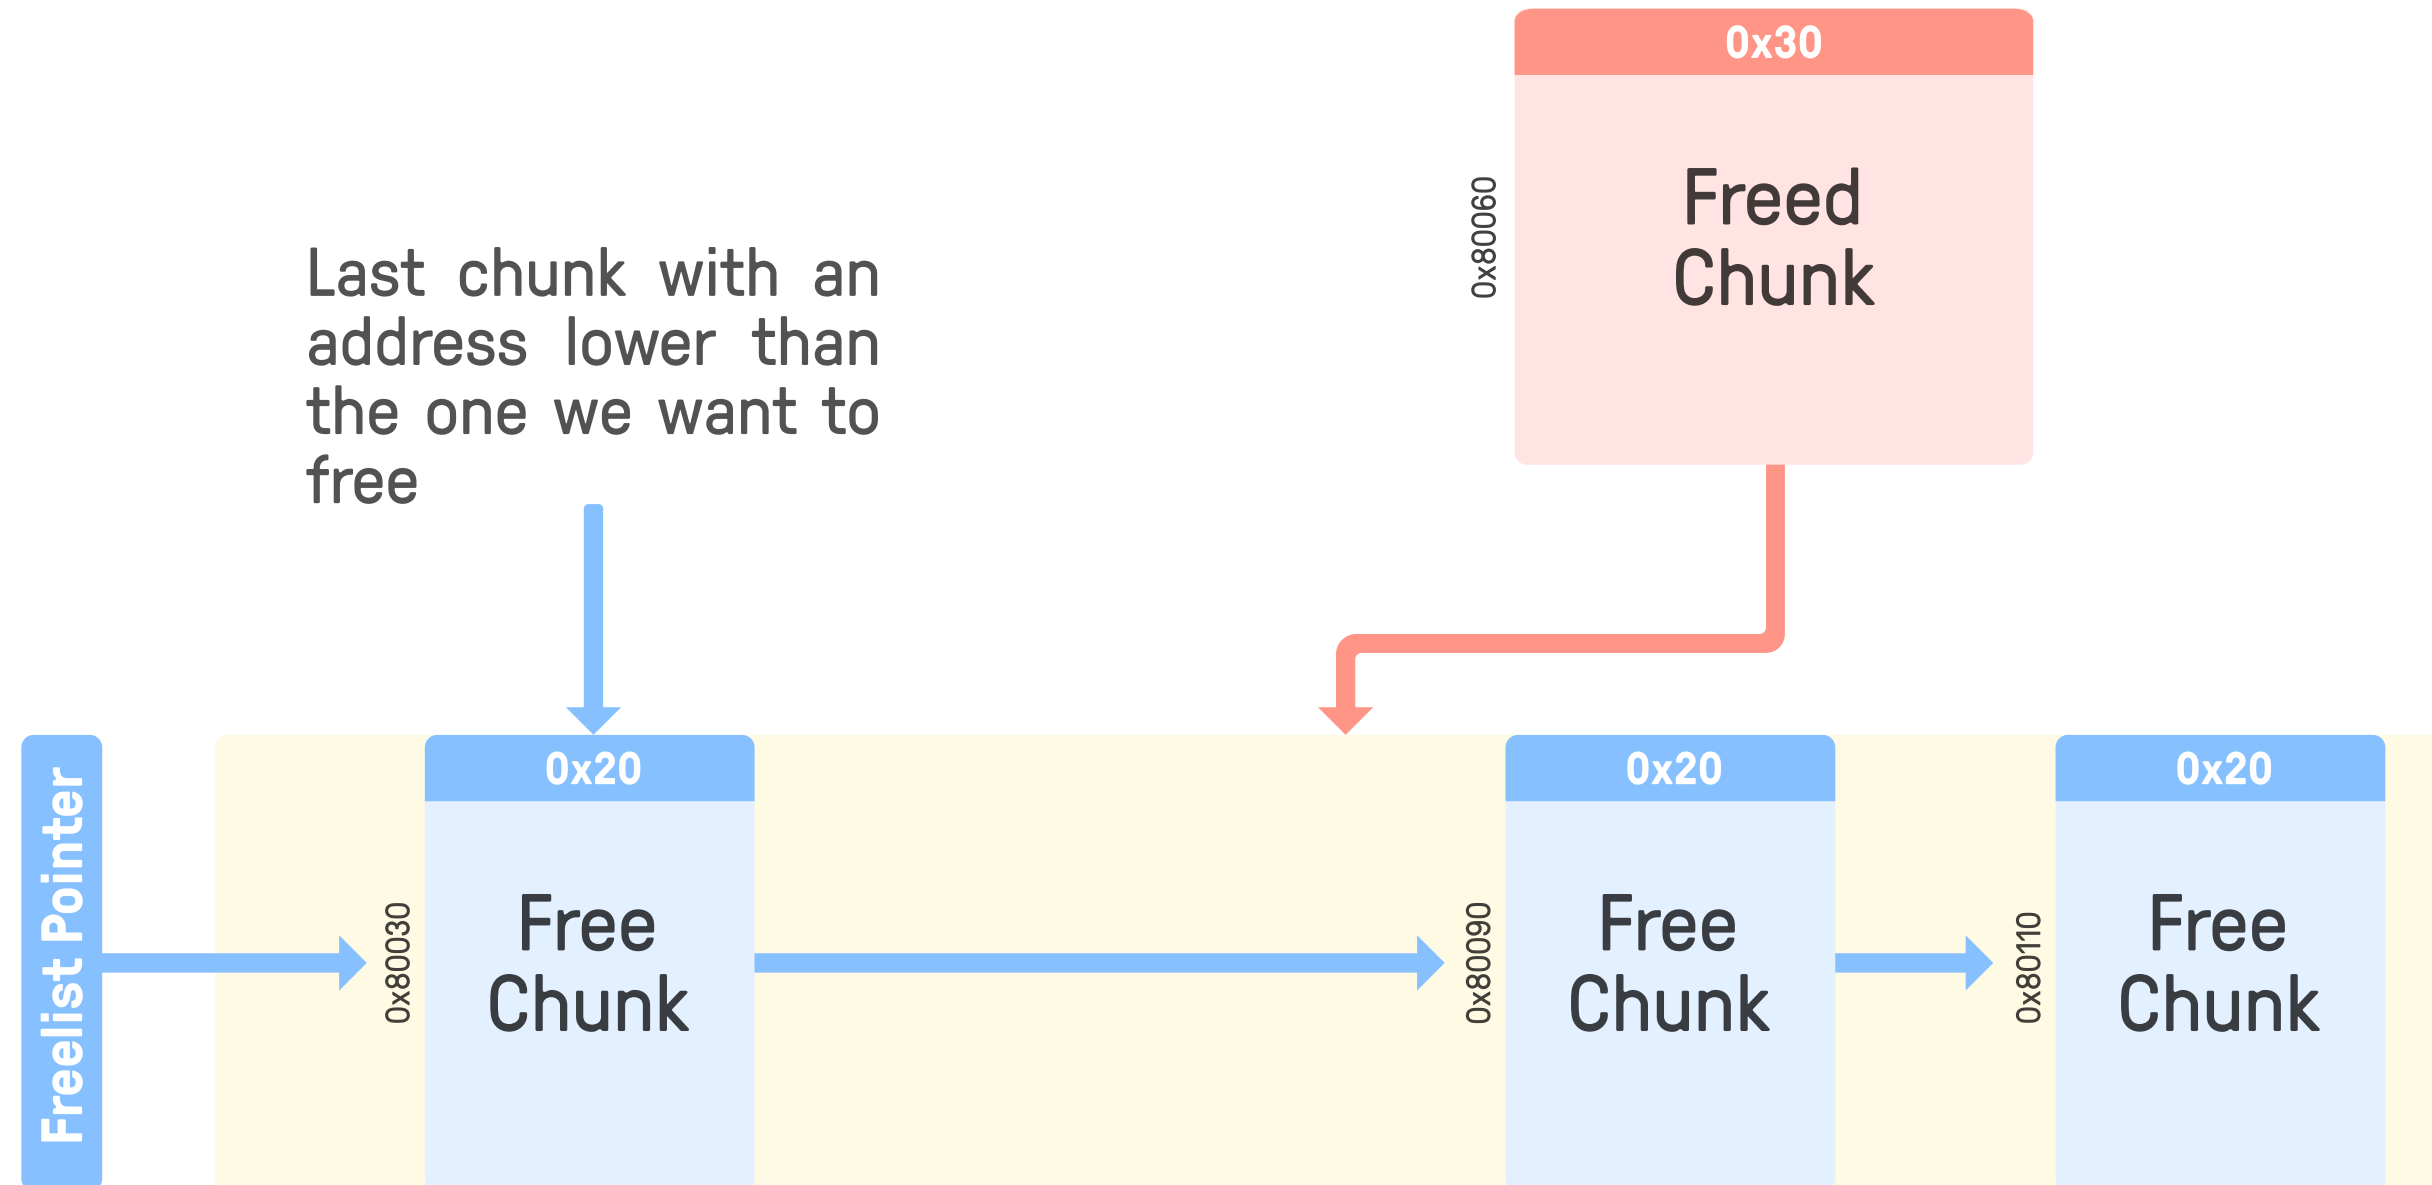 0x30
0x80060
Freed
Chunk
Last chunk with an
address lower than
the one we want to
free
Freelist Pointer
0x80030
0x20
Free
Chunk
0x80090
0x20
Free
Chunk
0x80110
0x20
Free
Chunk